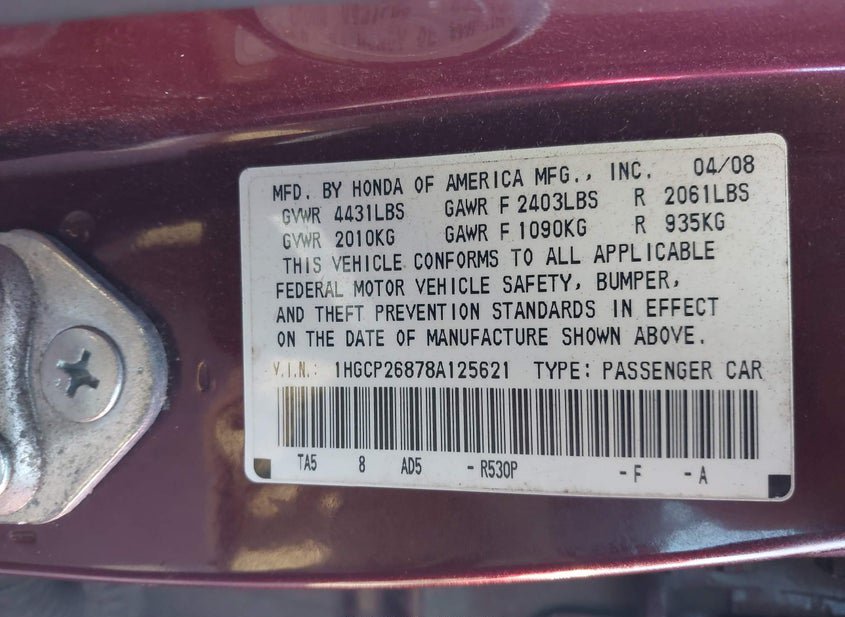 MFD. BY HONDA OF AMERICA MFG., INC. 04/08
GVWR 4431LBS GAWR F 2403LBS R 2061LBS
GVWR 2010KG GAWR F 1090KG R 935KG
THIS VEHICLE CONFORMS TO ALL APPLICABLE
FEDERAL MOTOR VEHICLE SAFETY, BUMPER,
AND THEFT PREVENTION STANDARDS IN EFFECT
ON THE DATE OF MANUFACTURE SHOWN ABOVE.
V.I.N.: 1HGCP26878A125621 TYPE: PASSENGER CAR
TA5 8 AD5 -R530P -F -A